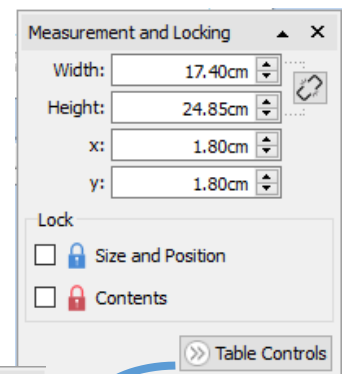 Measurement and Locking
Width: 17.40cm
Height: 24.85cm
x: 1.80cm
y: 1.80cm
Lock
Size and Position
Contents
Table Controls